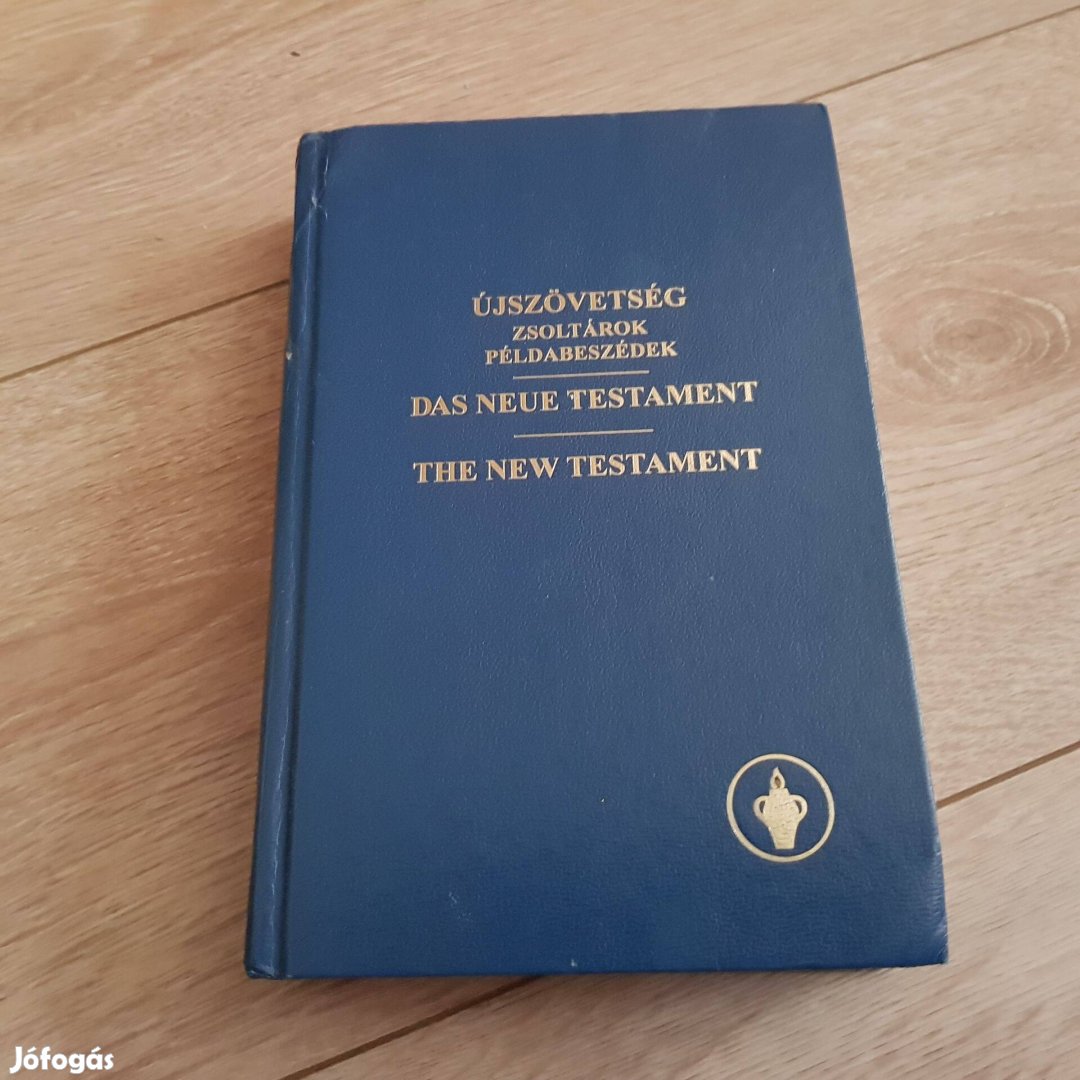 ÚJSZÖVETSÉG
ZSOLTÁROK
PÉLDABESZÉDEK
DAS NEUE TESTAMENT
THE NEW TESTAMENT
Jófogás